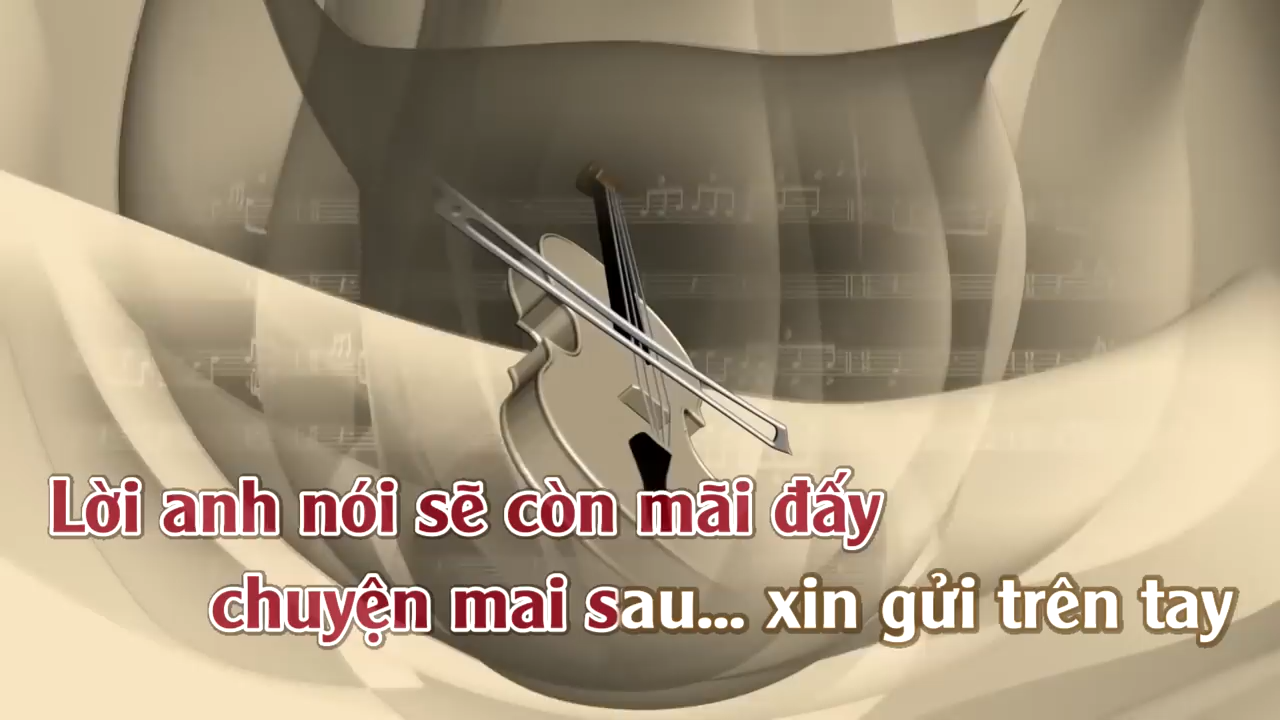 Lời anh nói sẽ còn mãi đấy
chuyện mai sau... xin gửi trên tay